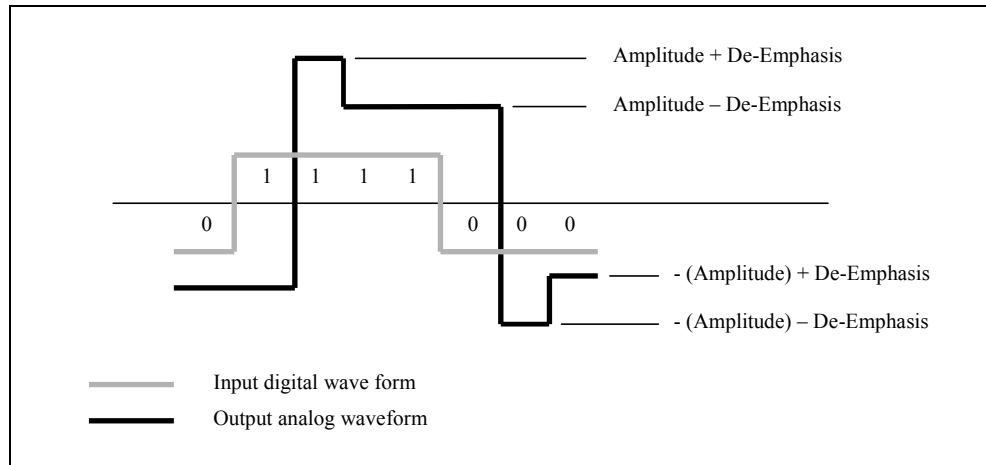 Amplitude + De-Emphasis
Amplitude – De-Emphasis
1 1 1 1
0 0 0 0
- (Amplitude) + De-Emphasis
- (Amplitude) – De-Emphasis
Input digital wave form
Output analog waveform